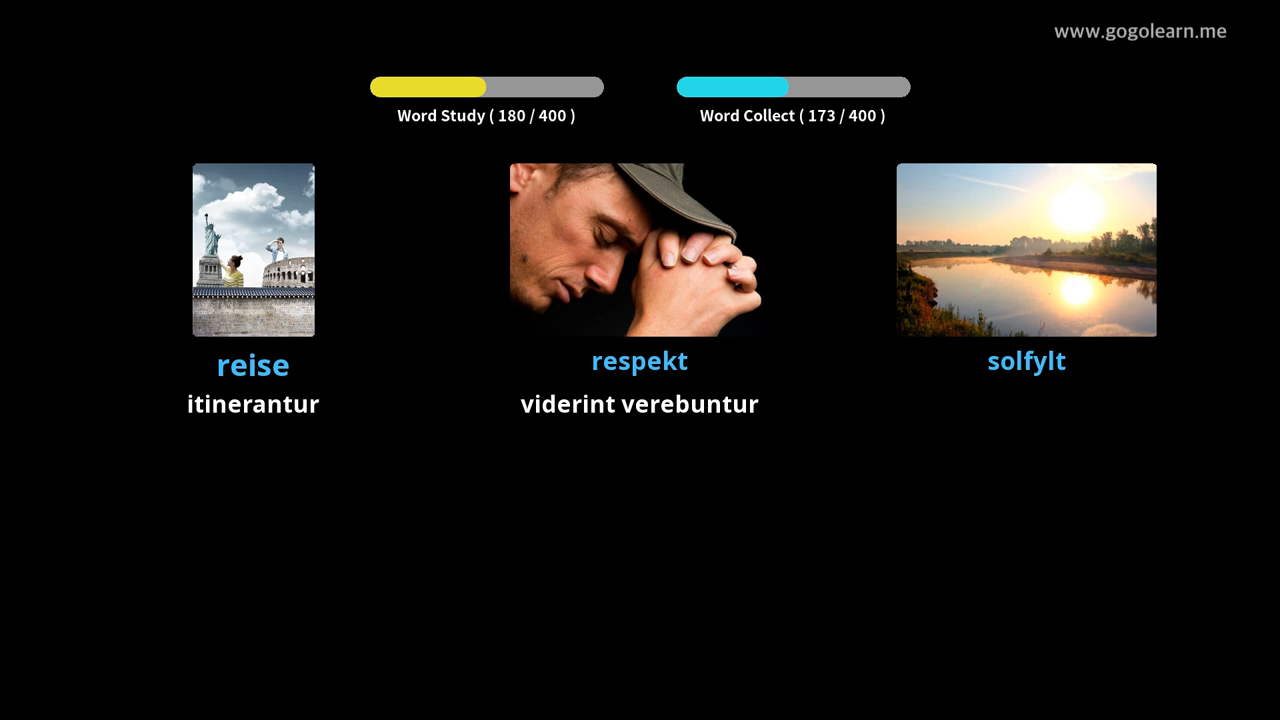 www.gogolearn.me
Word Study ( 180 / 400 )
Word Collect ( 173 / 400 )
reise
respekt
solfylt
itinerantur
viderint verebuntur